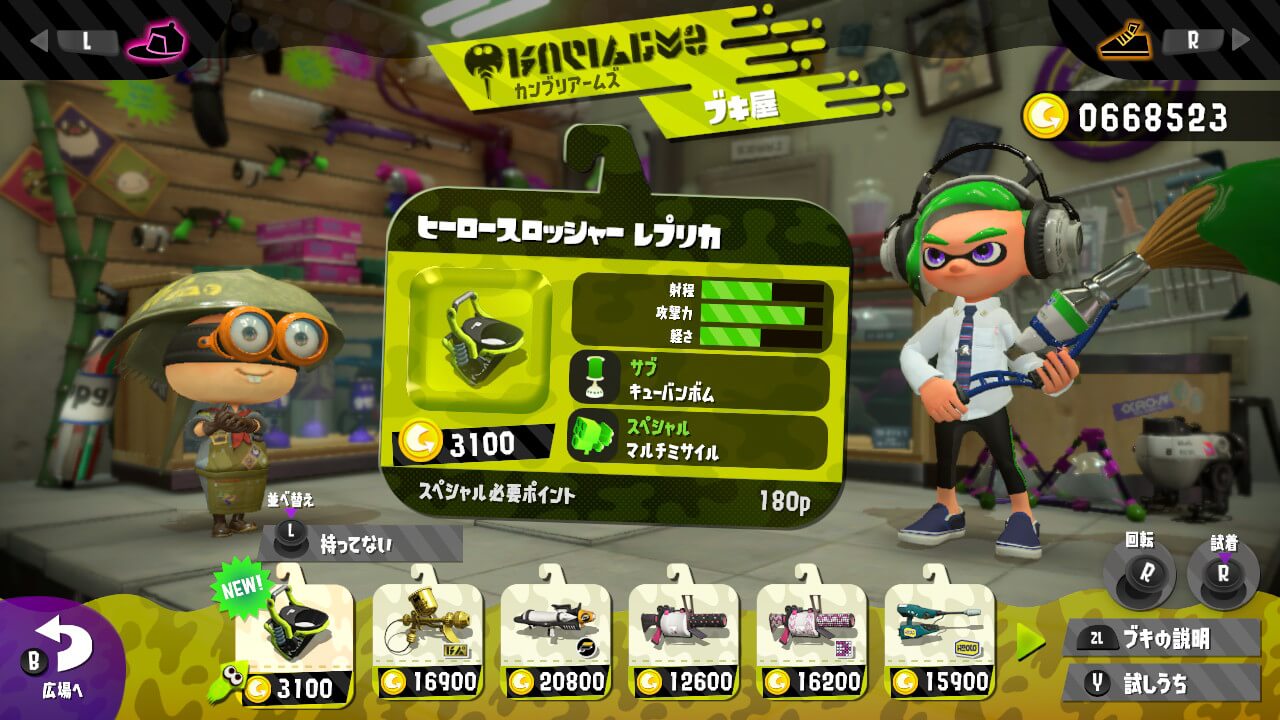 L
R
カンブリアームズ
ブキ屋
0668523
ヒーロースロッシャー レプリカ
射程
攻撃力
軽さ
サブ
キューバンボム
3100
スペシャル
マルチミサイル
スペシャル必要ポイント 180p
並べ替え
L 持ってない
回転
試着
R
R
NEW!
3100
16900
20800
12600
16200
15900
ZL ブキの説明
Y 試しうち
B
広場へ